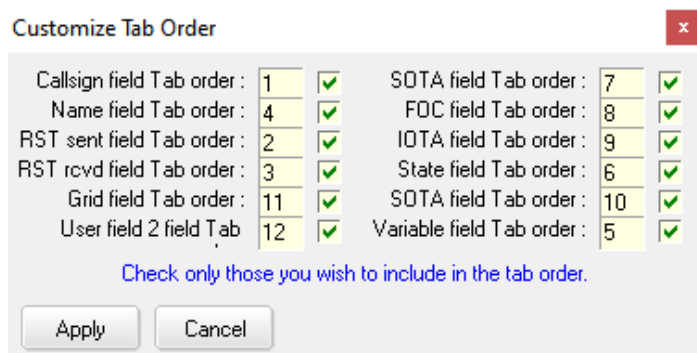 Customize Tab Order
x
Callsign field Tab order : 1
Name field Tab order : 4
RST sent field Tab order : 2
RST rcvd field Tab order : 3
Grid field Tab order : 11
User field 2 field Tab 12
SOTA field Tab order : 7
FOC field Tab order : 8
IOTA field Tab order : 9
State field Tab order : 6
SOTA field Tab order : 10
Variable field Tab order : 5
Check only those you wish to include in the tab order.
Apply
Cancel